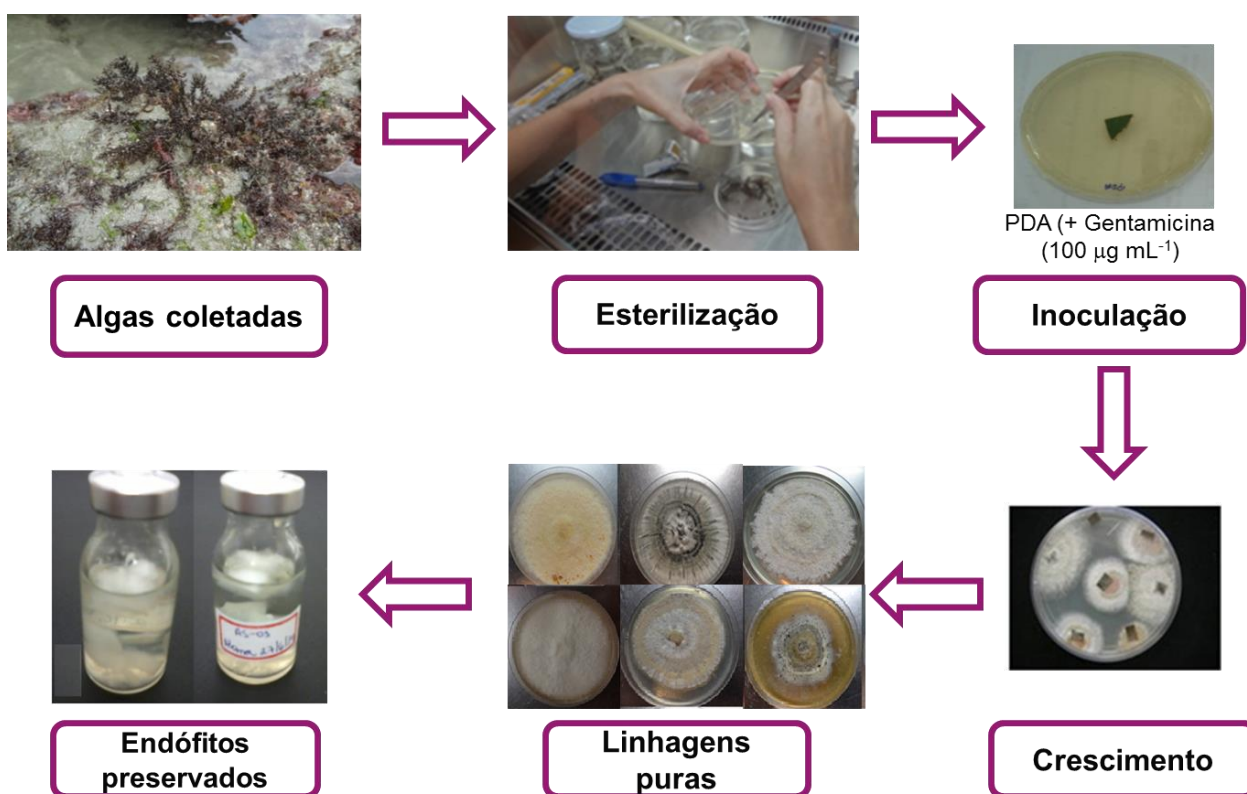 PDA (+ Gentamicina
(100 µg mL⁻¹)
Algas coletadas
Esterilização
Inoculação
Endófitos
preservados
Linhagens
puras
Crescimento